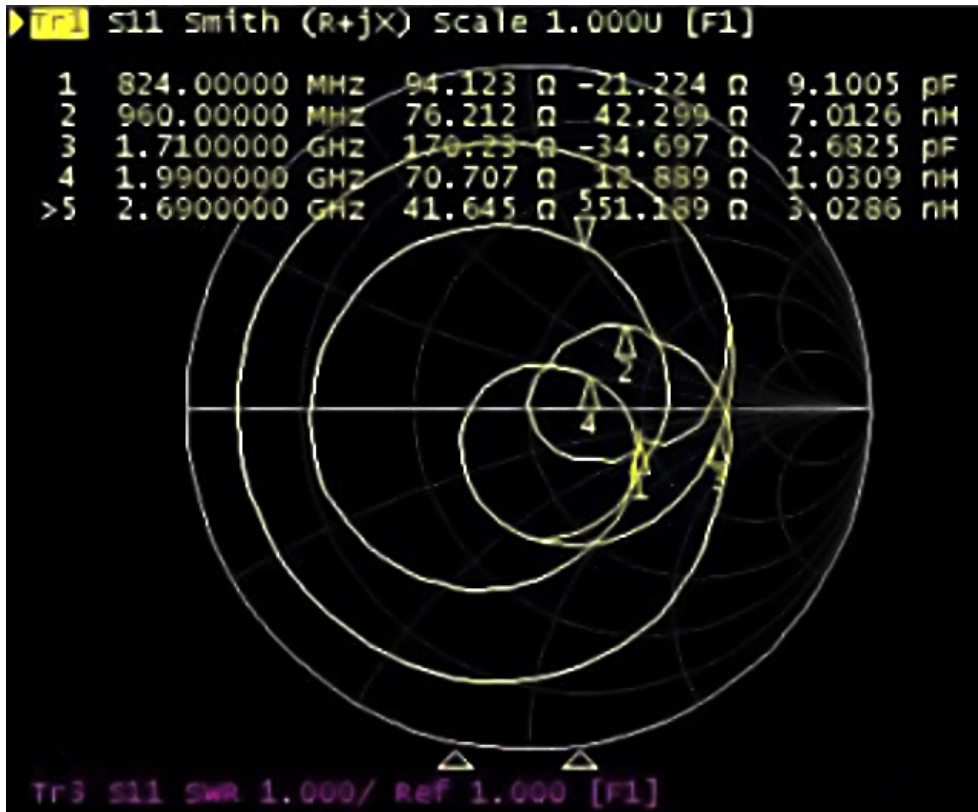 Tr1 S11 Smith (R+jX) Scale 1.000U [F1]
1 824.00000 MHz 94.123 Ω -21.224 Ω 9.1005 pF
2 960.00000 MHz 76.212 Ω 42.299 Ω 7.0126 nH
3 1.7100000 GHz 170.23 Ω -34.697 Ω 2.6825 pF
4 1.9900000 GHz 70.707 Ω 12.889 Ω 1.0309 nH
>5 2.6900000 GHz 41.645 Ω 51.189 Ω 3.0286 nH
5
2
4
1
3
Tr3 S11 SWR 1.000/ Ref 1.000 [F1]